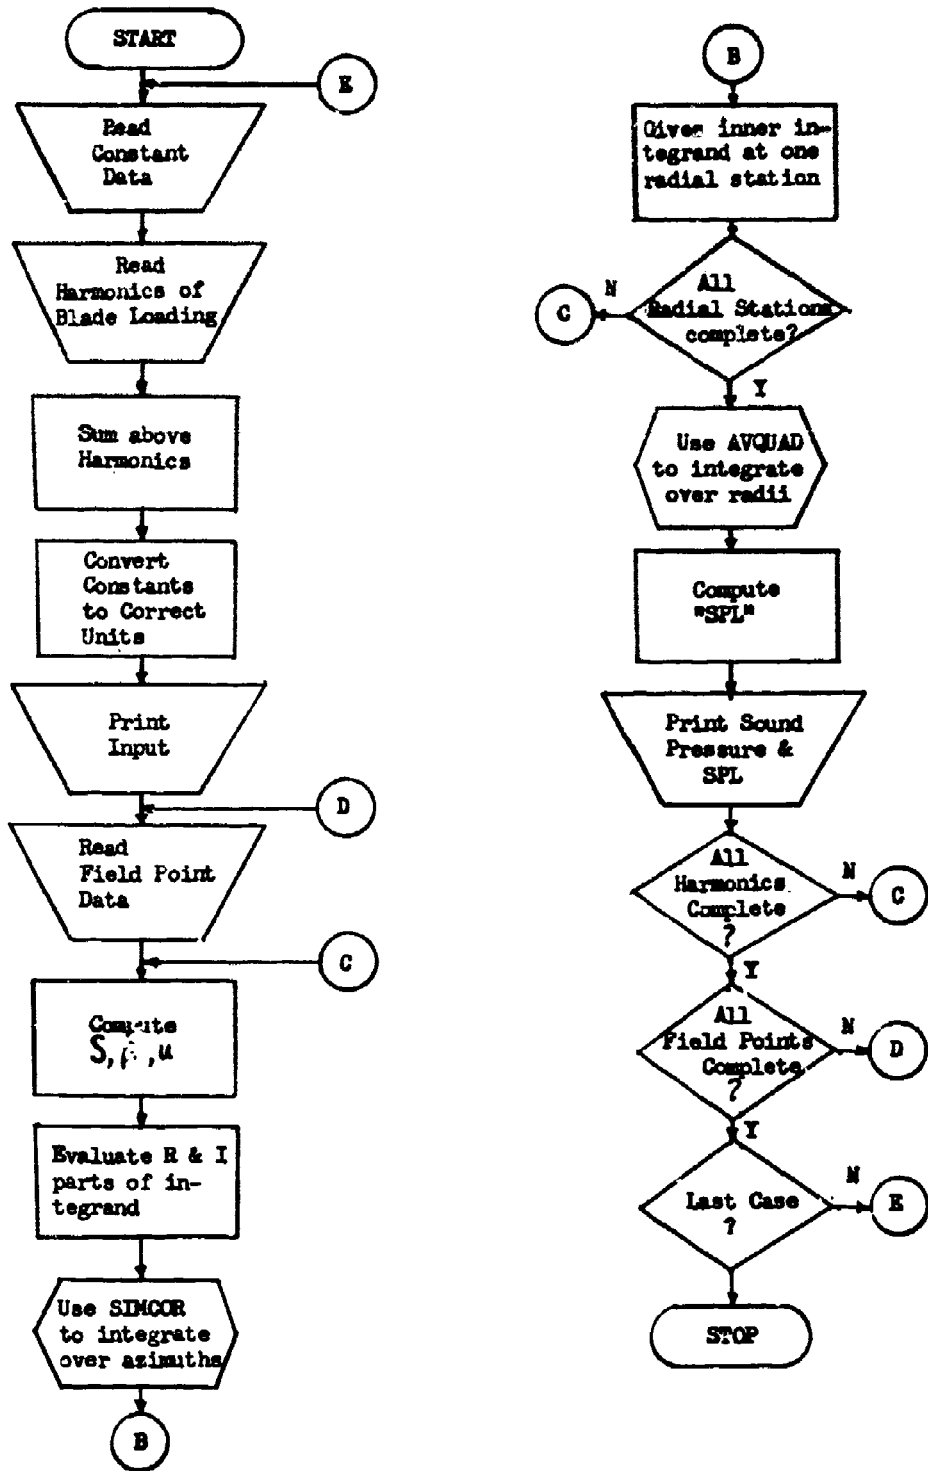 START
E
Read
Constant
Data
Read
Harmonics of
Blade Loading
Sum above
Harmonics
Convert
Constants
to Correct
Units
Print
Input
D
Read
Field Point
Data
C
Compute
S, , u
Evaluate R & I
parts of in-
tegrand
Use SIMCOR
to integrate
over azimuths
B
B
Gives inner in-
tegrand at one
radial station
All
Radial Stations
complete?
N
C
Y
Use AVQUAD
to integrate
over radii
Compute
"SPL"
Print Sound
Pressure &
SPL
All
Harmonics
Complete
?
N
C
Y
All
Field Points
Complete
?
N
D
Y
Last Case
?
N
E
STOP